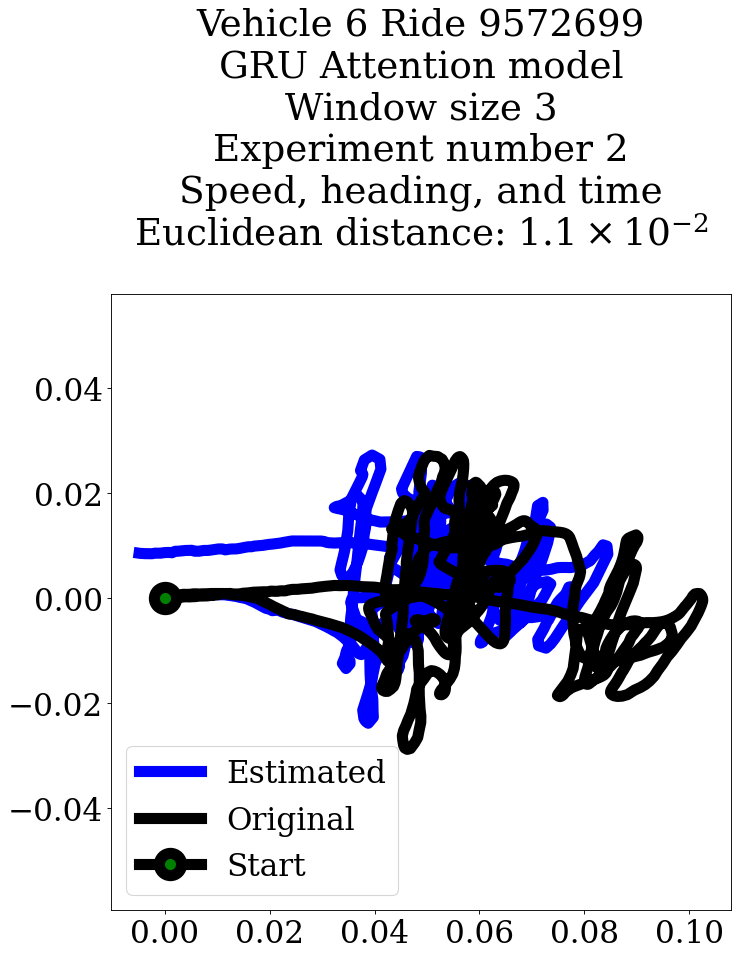 Vehicle 6 Ride 9572699
GRU Attention model
Window size 3
Experiment number 2
Speed, heading, and time
Euclidean distance: 1.1 × 10⁻²
0.04
0.02
0.00
−0.02
−0.04
Estimated
Original
Start
0.00 0.02 0.04 0.06 0.08 0.10